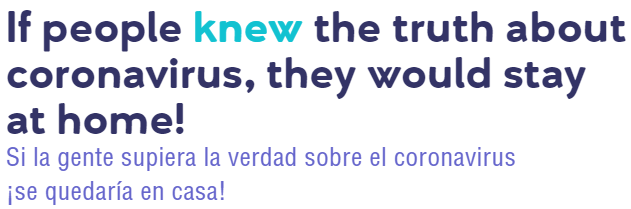 If people knew the truth about
coronavirus, they would stay
at home!
Si la gente supiera la verdad sobre el coronavirus
¡se quedaría en casa!